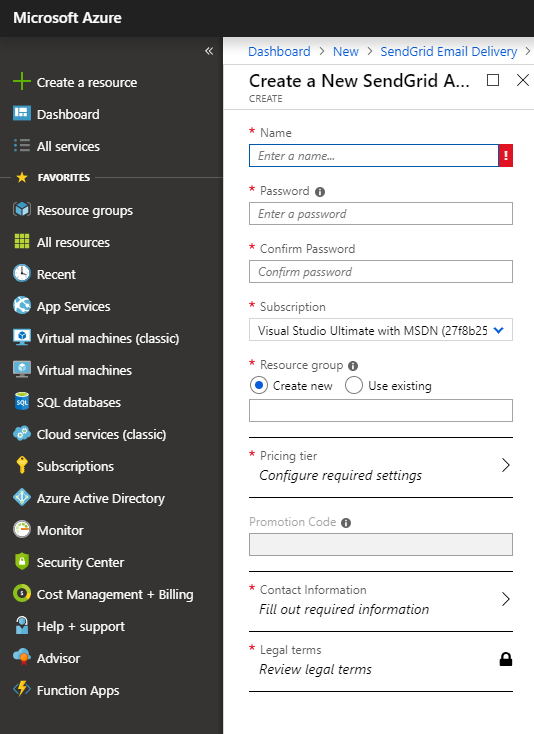 Microsoft Azure
«
Create a resource
Dashboard
All services
FAVORITES
Resource groups
All resources
Recent
App Services
Virtual machines (classic)
Virtual machines
SQL databases
Cloud services (classic)
Subscriptions
Azure Active Directory
Monitor
Security Center
Cost Management + Billing
Help + support
Advisor
Function Apps
Dashboard > New > SendGrid Email Delivery >
Create a New SendGrid A...
CREATE
* Name
Enter a name...
* Password
Enter a password
* Confirm Password
Confirm password
* Subscription
Visual Studio Ultimate with MSDN (27f8b25
* Resource group
Create new Use existing
* Pricing tier
Configure required settings
Promotion Code
* Contact Information
Fill out required information
* Legal terms
Review legal terms